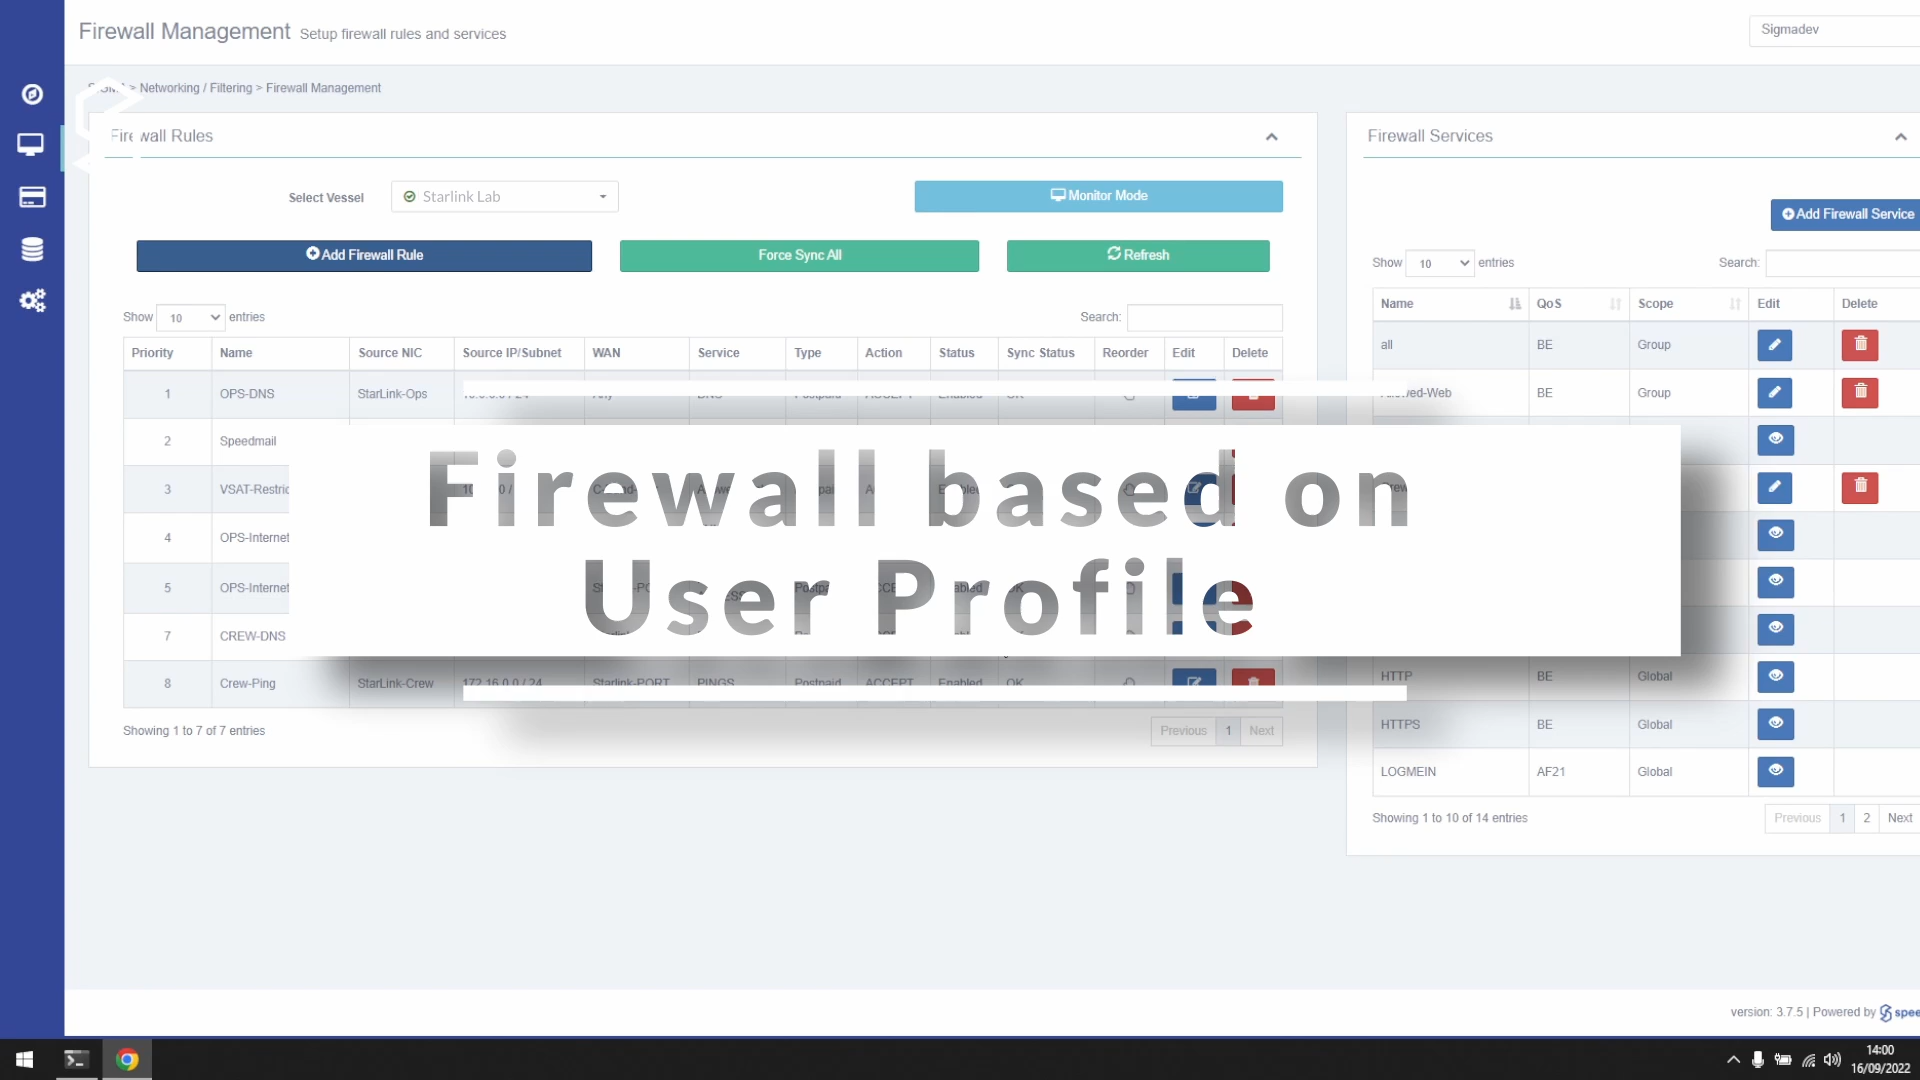 Firewall Management Setup firewall rules and services
Sigmadev
> Networking / Filtering > Firewall Management
Firewall Rules
Select Vessel Starlink Lab
Monitor Mode
Add Firewall Rule
Force Sync All
Refresh
Show 10 entries
Search:
Priority Name Source NIC Source IP/Subnet WAN Service Type Action Status Sync Status Reorder Edit Delete
1 OPS-DNS StarLink-Ops
2 Speedmail
3
4 OPS-Internet
5 OPS-Internet
7 CREW-DNS
8 Crew-Ping StarLink-Crew 172.16.0.0 / 24 Starlink-PORT PINGS Postpaid ACCEPT Enabled OK
Showing 1 to 7 of 7 entries
Previous 1 Next
Firewall based on
User Profile
Firewall Services
Add Firewall Service
Show 10 entries
Search:
Name QoS Scope Edit Delete
all BE Group
BE Group
HTTP BE Global
HTTPS BE Global
LOGMEIN AF21 Global
Showing 1 to 10 of 14 entries
Previous 1 2 Next
version: 3.7.5 | Powered by
14:00
16/09/2022